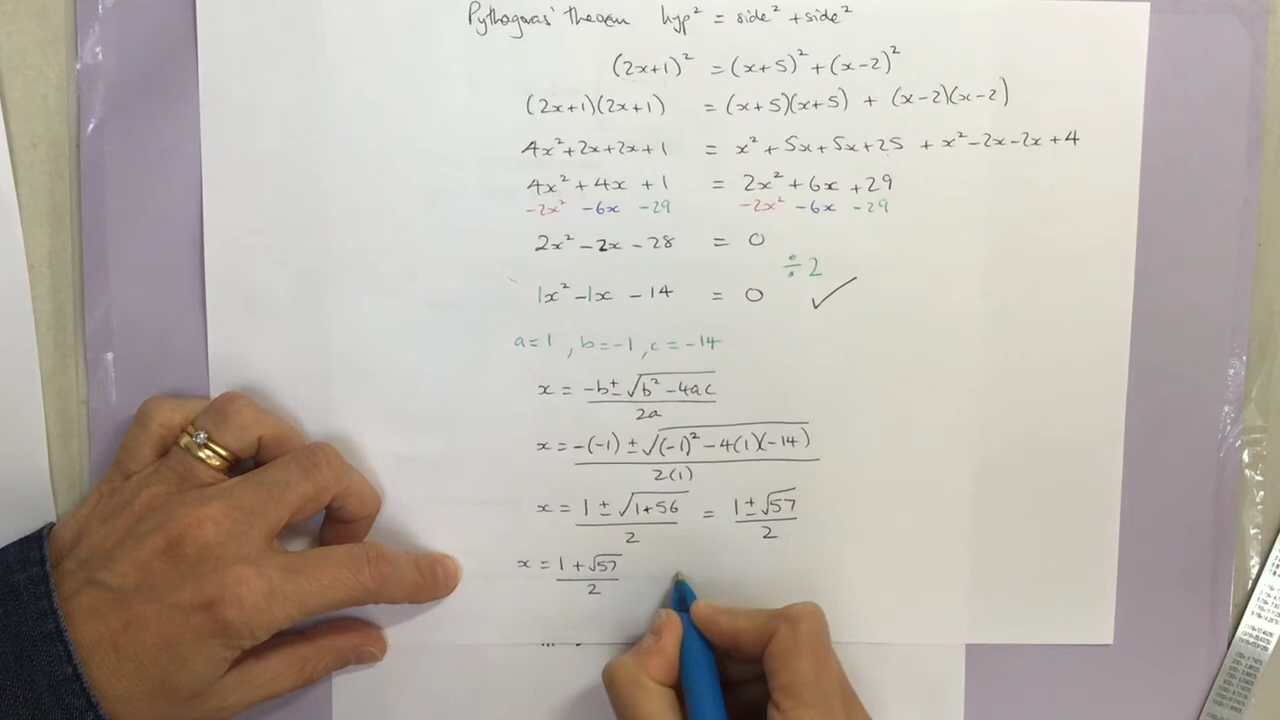 Pythagoras' theorem hyp² = side² + side²
(2x+1)² = (x+5)² + (x-2)²
(2x+1)(2x+1) = (x+5)(x+5) + (x-2)(x-2)
4x²+2x+2x+1 = x²+5x+5x+25 + x²-2x-2x+4
4x²+4x+1 = 2x²+6x+29
-2x² -6x -29 -2x² -6x -29
2x²-2x-28 = 0
÷2
1x²-1x-14 = 0 ✓
a=1, b=-1, c=-14
x = (-b±√(b²-4ac))/2a
x = (-(-1)±√((-1)²-4(1)(-14)))/2(1)
x = (1±√(1+56))/2 = (1±√57)/2
x = (1+√57)/2